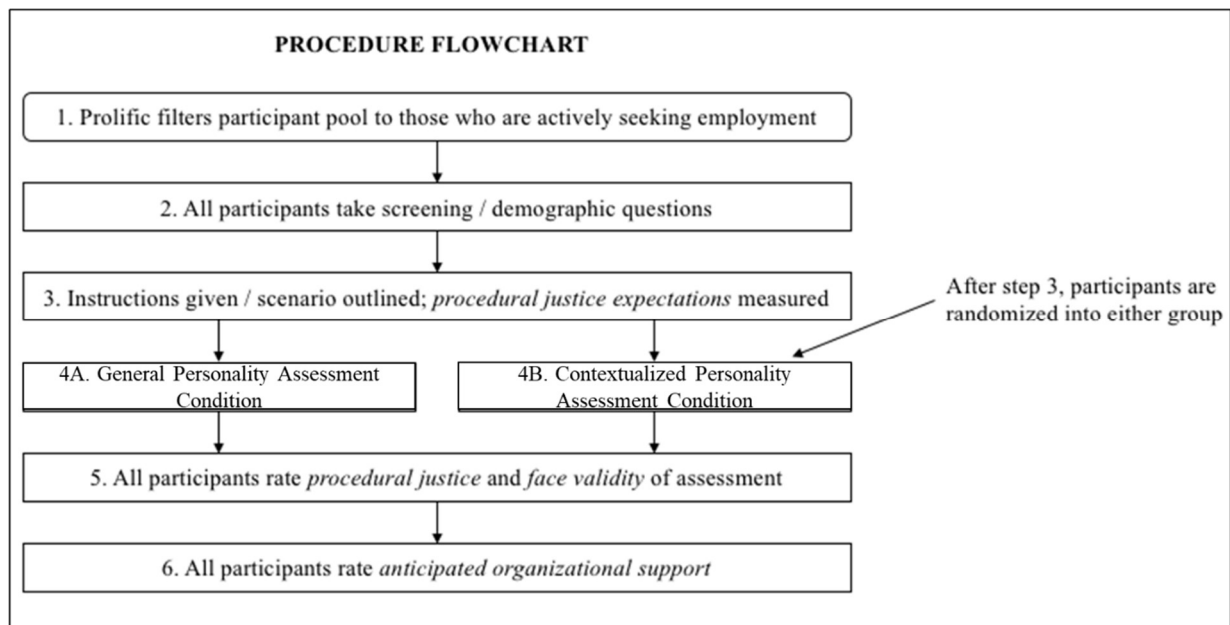 PROCEDURE FLOWCHART
1. Prolific filters participant pool to those who are actively seeking employment
2. All participants take screening / demographic questions
3. Instructions given / scenario outlined; procedural justice expectations measured
After step 3, participants are
randomized into either group
4A. General Personality Assessment
Condition
4B. Contextualized Personality
Assessment Condition
5. All participants rate procedural justice and face validity of assessment
6. All participants rate anticipated organizational support